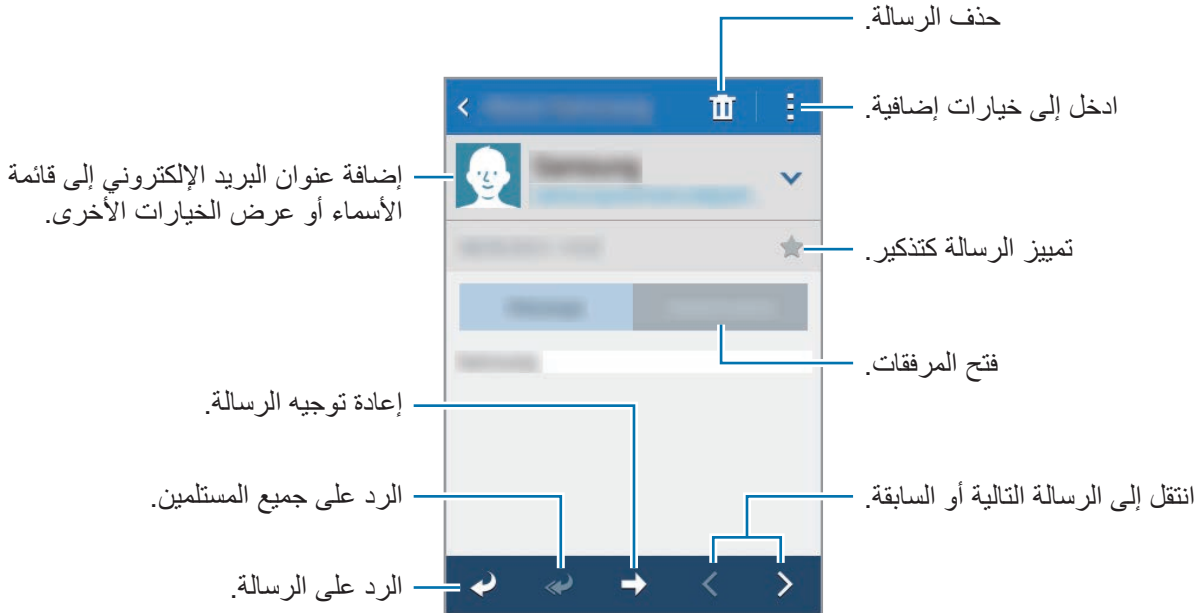 حذف الرسالة.
ادخل إلى خيارات إضافية.
إضافة عنوان البريد الإلكتروني إلى قائمة
الأسماء أو عرض الخيارات الأخرى.
تمييز الرسالة كتذكير.
فتح المرفقات.
إعادة توجيه الرسالة.
الرد على جميع المستلمين.
انتقل إلى الرسالة التالية أو السابقة.
الرد على الرسالة.